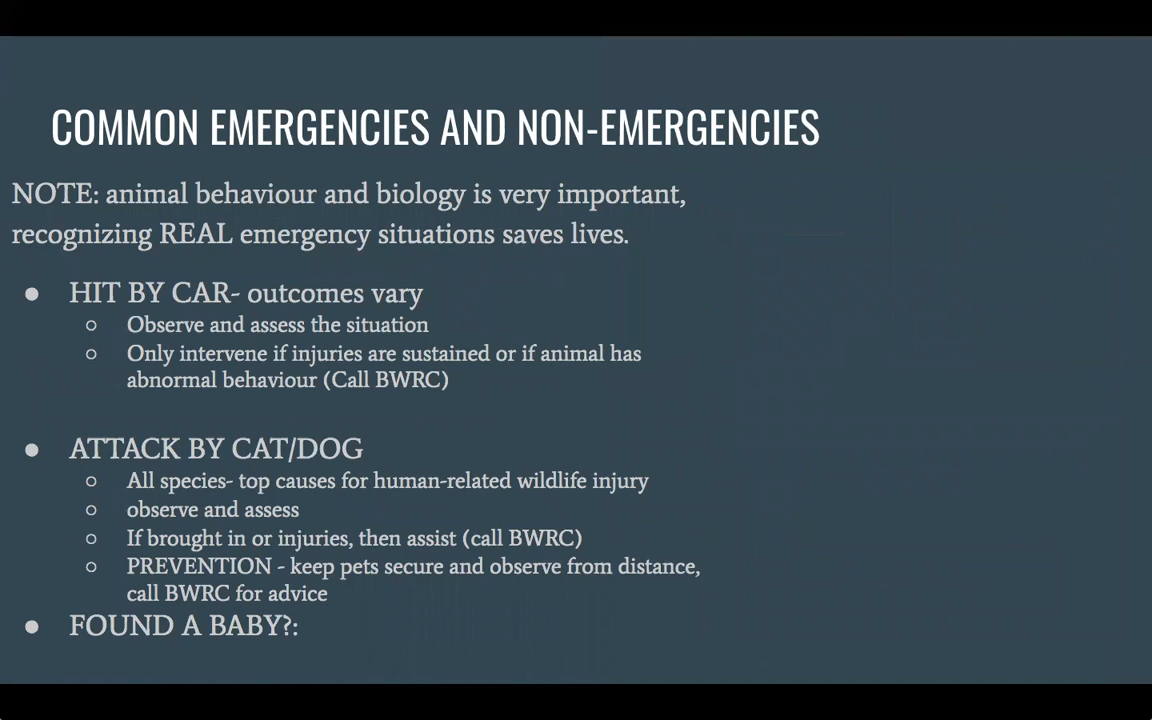 COMMON EMERGENCIES AND NON-EMERGENCIES
NOTE: animal behaviour and biology is very important,
recognizing REAL emergency situations saves lives.
● HIT BY CAR- outcomes vary
○ Observe and assess the situation
○ Only intervene if injuries are sustained or if animal has
abnormal behaviour (Call BWRC)
● ATTACK BY CAT/DOG
○ All species- top causes for human-related wildlife injury
○ observe and assess
○ If brought in or injuries, then assist (call BWRC)
○ PREVENTION - keep pets secure and observe from distance,
call BWRC for advice
● FOUND A BABY?: